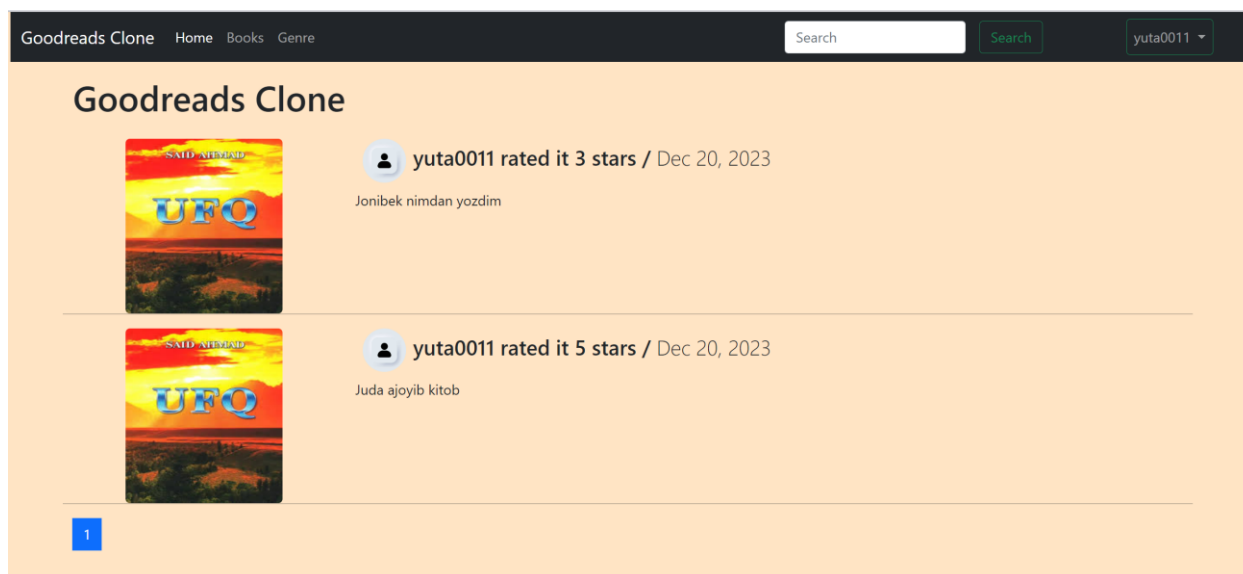 Goodreads Clone Home Books Genre Search Search yuta0011
Goodreads Clone
SAID AHMAD
UFQ
yuta0011 rated it 3 stars / Dec 20, 2023
Jonibek nimdan yozdim
SAID AHMAD
UFQ
yuta0011 rated it 5 stars / Dec 20, 2023
Juda ajoyib kitob
1